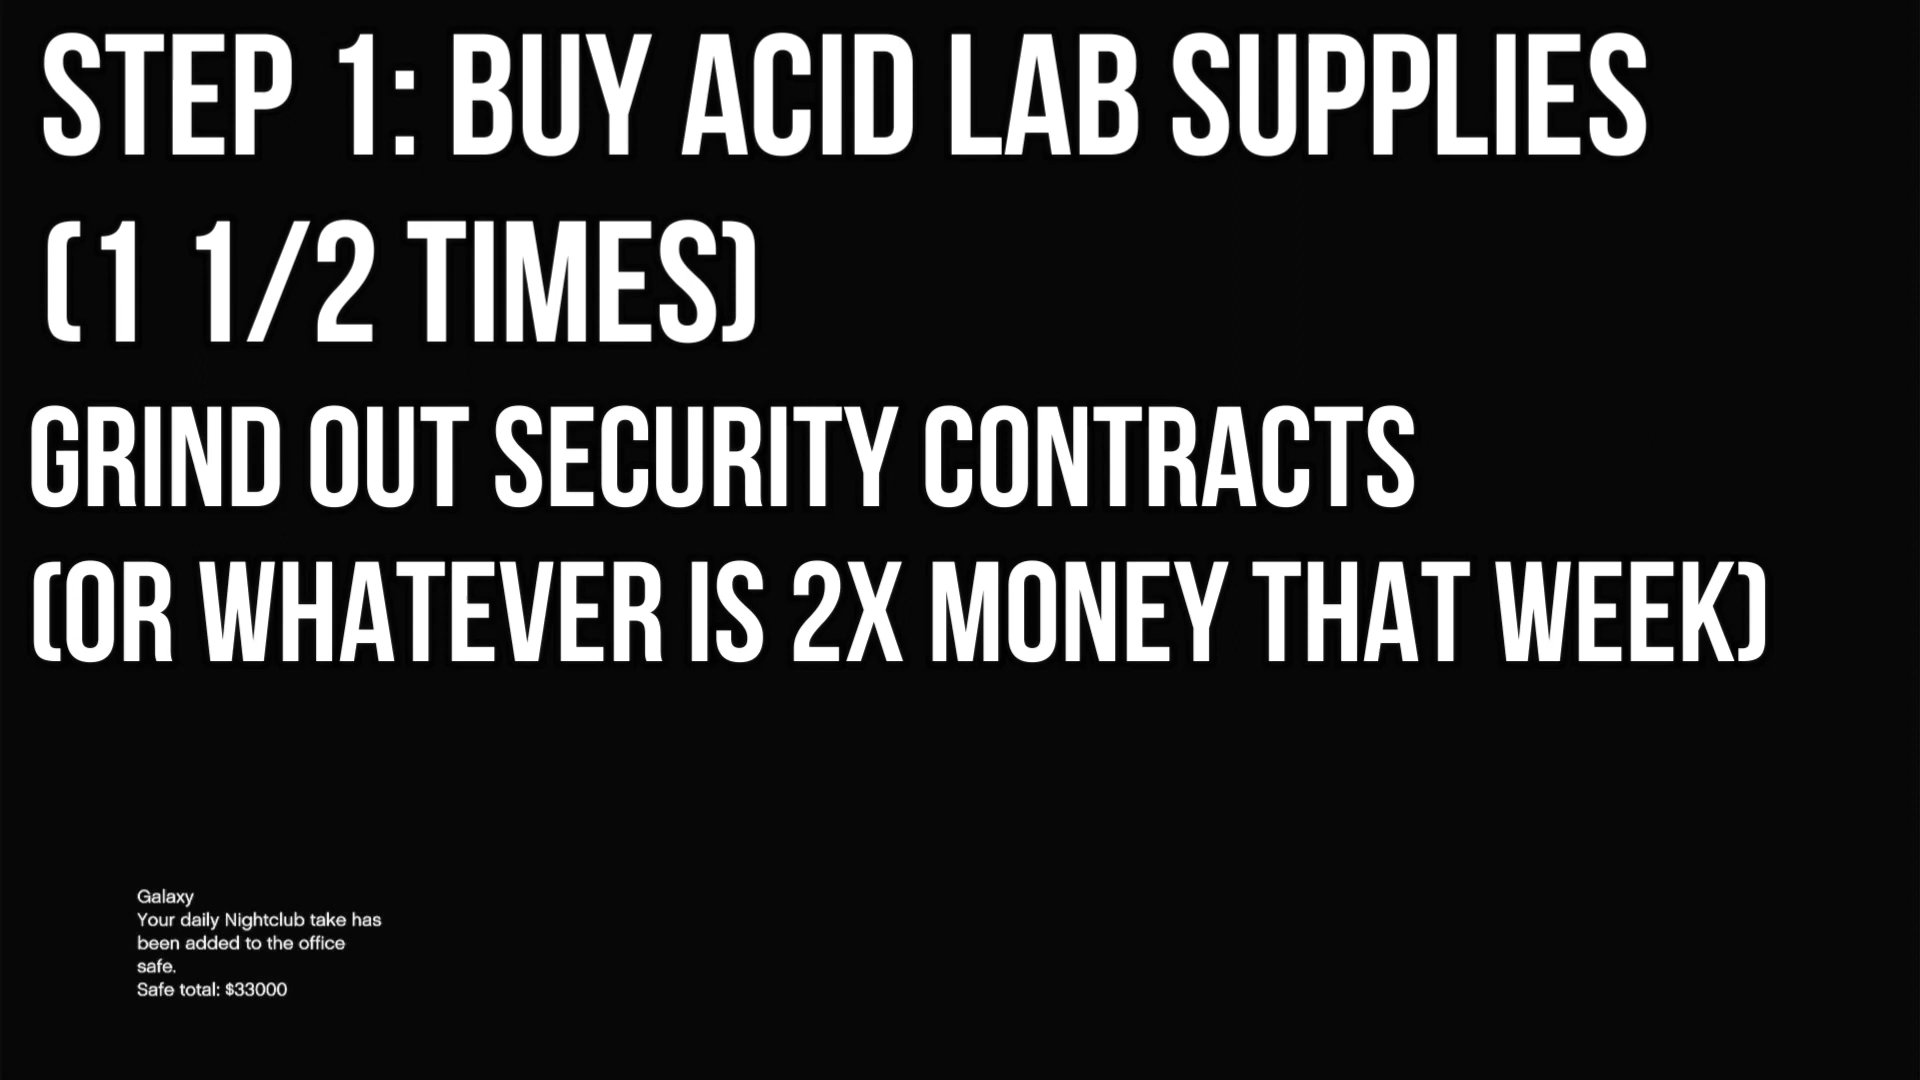 STEP 1: BUY ACID LAB SUPPLIES
(1 1/2 TIMES)
GRIND OUT SECURITY CONTRACTS
(OR WHATEVER IS 2X MONEY THAT WEEK)
Galaxy
Your daily Nightclub take has
been added to the office
safe.
Safe total: $33000